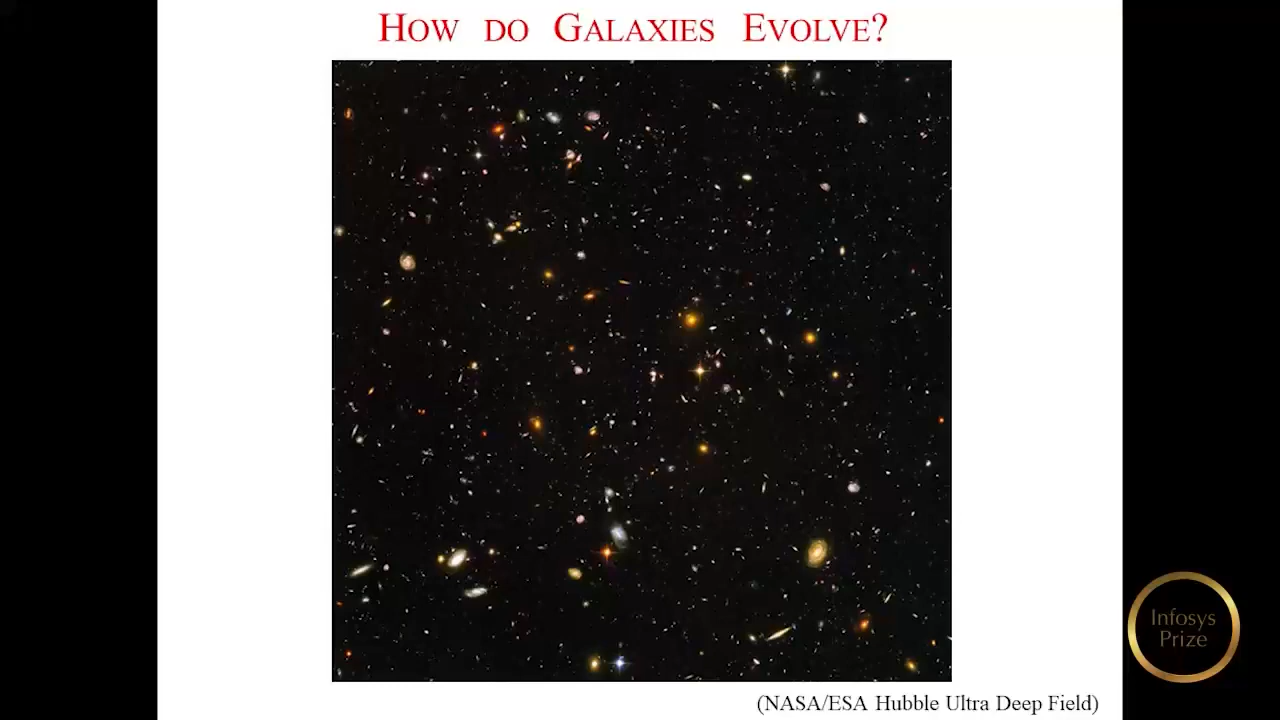 How do Galaxies Evolve?
Infosys
Prize
(NASA/ESA Hubble Ultra Deep Field)